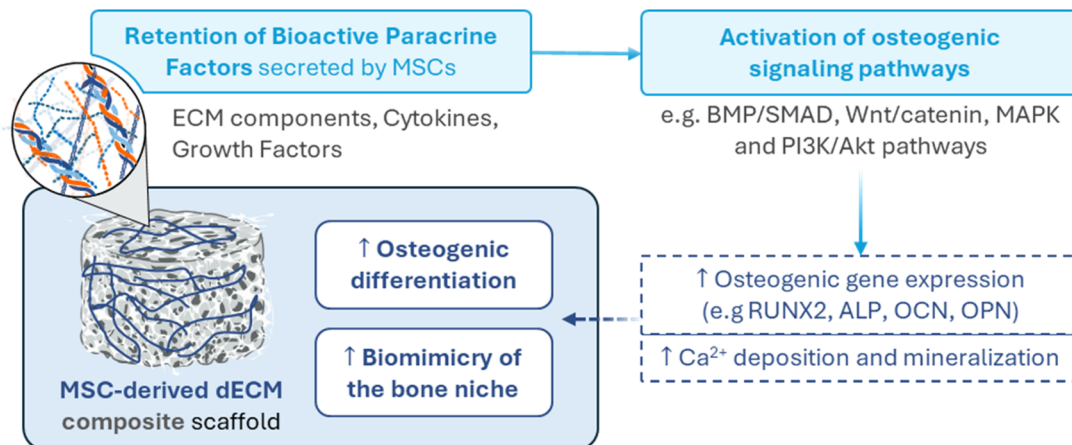 Retention of Bioactive Paracrine
Factors secreted by MSCs
ECM components, Cytokines,
Growth Factors
Activation of osteogenic
signaling pathways
e.g. BMP/SMAD, Wnt/catenin, MAPK
and PI3K/Akt pathways
↑ Osteogenic gene expression
(e.g RUNX2, ALP, OCN, OPN)
↑ Ca²⁺ deposition and mineralization
↑ Osteogenic
differentiation
↑ Biomimicry of
the bone niche
MSC-derived dECM
composite scaffold